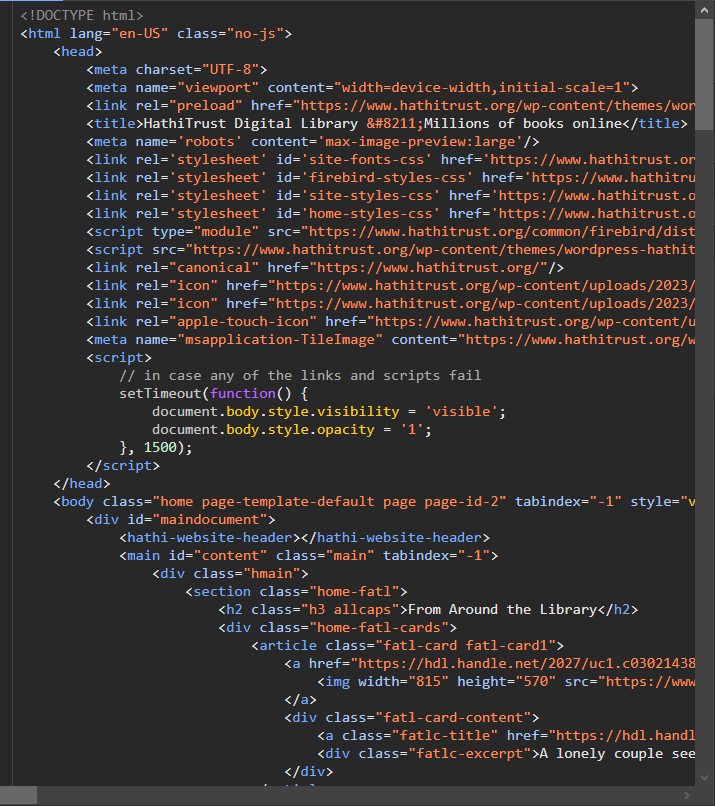 <!DOCTYPE html>
<html lang="en-US" class="no-js">
<head>
<meta charset="UTF-8">
<meta name="viewport" content="width=device-width,initial-scale=1">
<link rel="preload" href="https://www.hathitrust.org/wp-content/themes/wor
<title>HathiTrust Digital Library &#8211;Millions of books online</title>
<meta name='robots' content='max-image-preview:large'/>
<link rel='stylesheet' id='site-fonts-css' href='https://www.hathitrust.or
<link rel='stylesheet' id='firebird-styles-css' href='https://www.hathitru
<link rel='stylesheet' id='site-styles-css' href='https://www.hathitrust.o
<link rel='stylesheet' id='home-styles-css' href='https://www.hathitrust.o
<script type="module" src="https://www.hathitrust.org/common/firebird/dist
<script src="https://www.hathitrust.org/wp-content/themes/wordpress-hathit
<link rel="canonical" href="https://www.hathitrust.org/"/>
<link rel="icon" href="https://www.hathitrust.org/wp-content/uploads/2023/
<link rel="icon" href="https://www.hathitrust.org/wp-content/uploads/2023/
<link rel="apple-touch-icon" href="https://www.hathitrust.org/wp-content/u
<meta name="msapplication-TileImage" content="https://www.hathitrust.org/w
<script>
// in case any of the links and scripts fail
setTimeout(function() {
document.body.style.visibility = 'visible';
document.body.style.opacity = '1';
}, 1500);
</script>
</head>
<body class="home page-template-default page page-id-2" tabindex="-1" style="v
<div id="maindocument">
<hathi-website-header></hathi-website-header>
<main id="content" class="main" tabindex="-1">
<div class="hmain">
<section class="home-fatl">
<h2 class="h3 allcaps">From Around the Library</h2>
<div class="home-fatl-cards">
<article class="fatl-card fatl-card1">
<a href="https://hdl.handle.net/2027/uc1.c03021438
<img width="815" height="570" src="https://www
</a>
<div class="fatl-card-content">
<a class="fatlc-title" href="https://hdl.handl
<div class="fatlc-excerpt">A lonely couple see
</div>